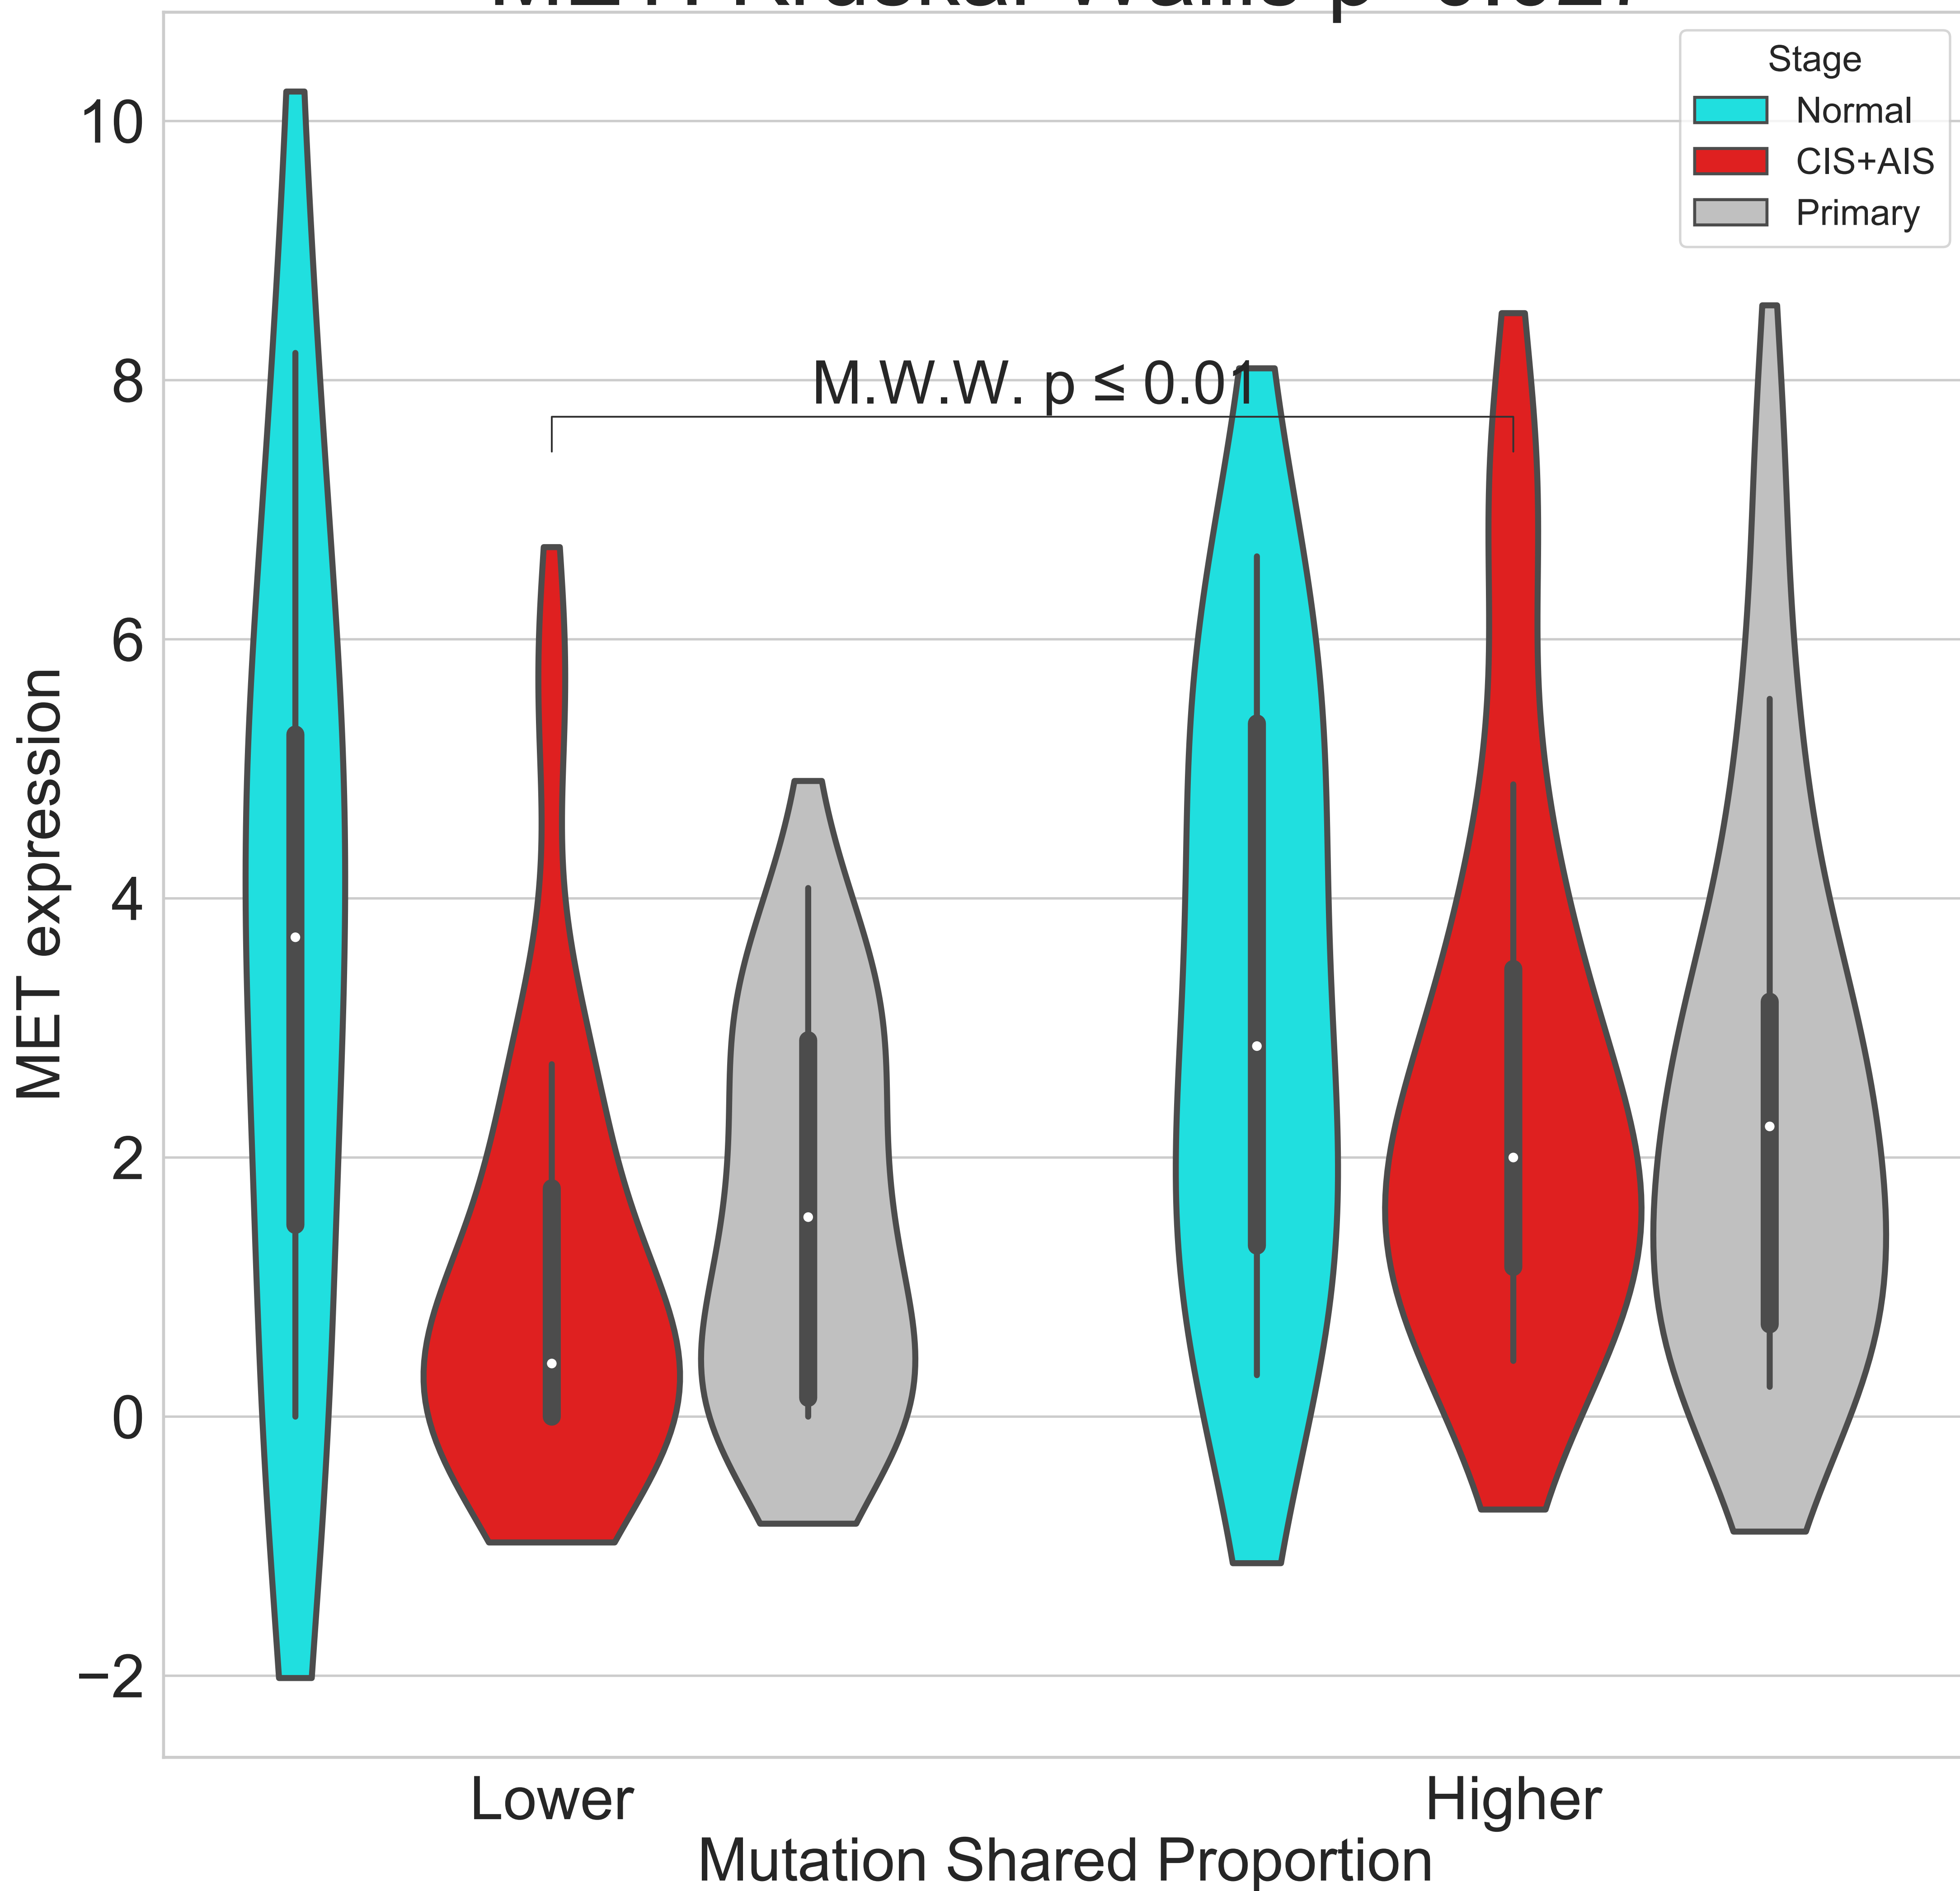 Stage
Normal
CIS+AIS
Primary
10
8
6
4
2
0
−2
M.W.W. p ≤ 0.01
MET expression
Lower
Higher
Mutation Shared Proportion